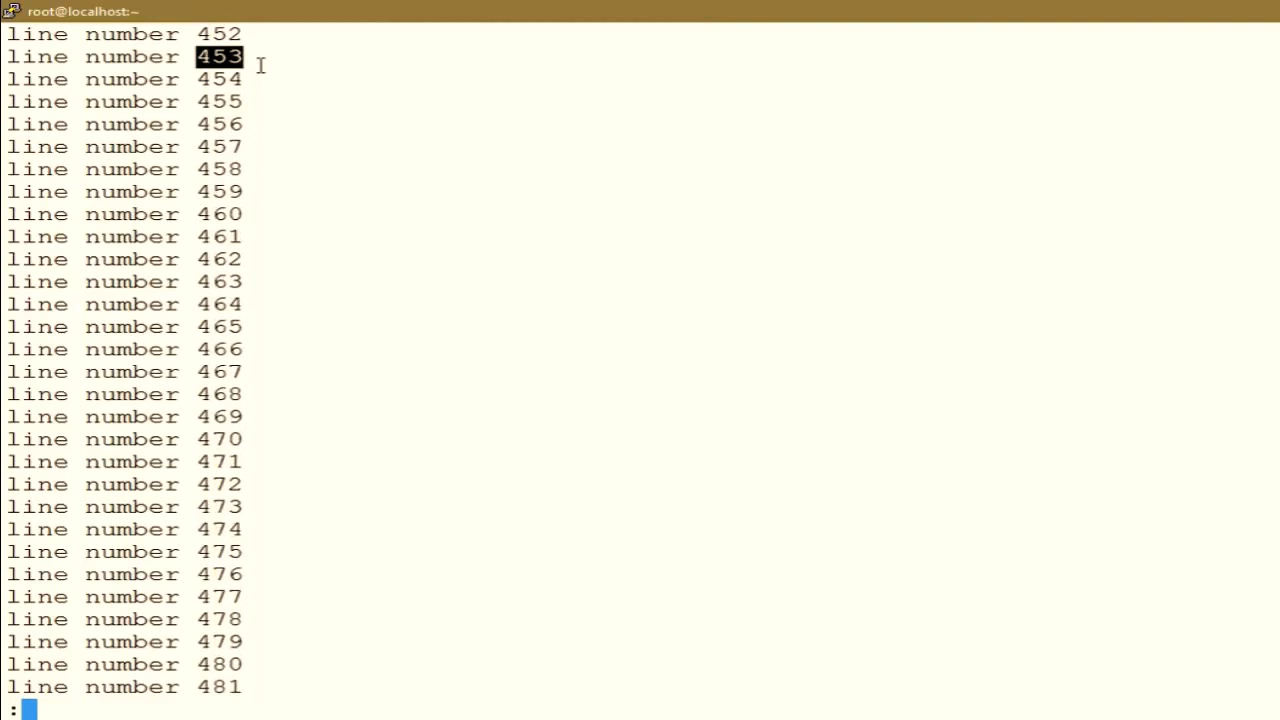 root@localhost:~
line number 452
line number 453
line number 454
line number 455
line number 456
line number 457
line number 458
line number 459
line number 460
line number 461
line number 462
line number 463
line number 464
line number 465
line number 466
line number 467
line number 468
line number 469
line number 470
line number 471
line number 472
line number 473
line number 474
line number 475
line number 476
line number 477
line number 478
line number 479
line number 480
line number 481
: